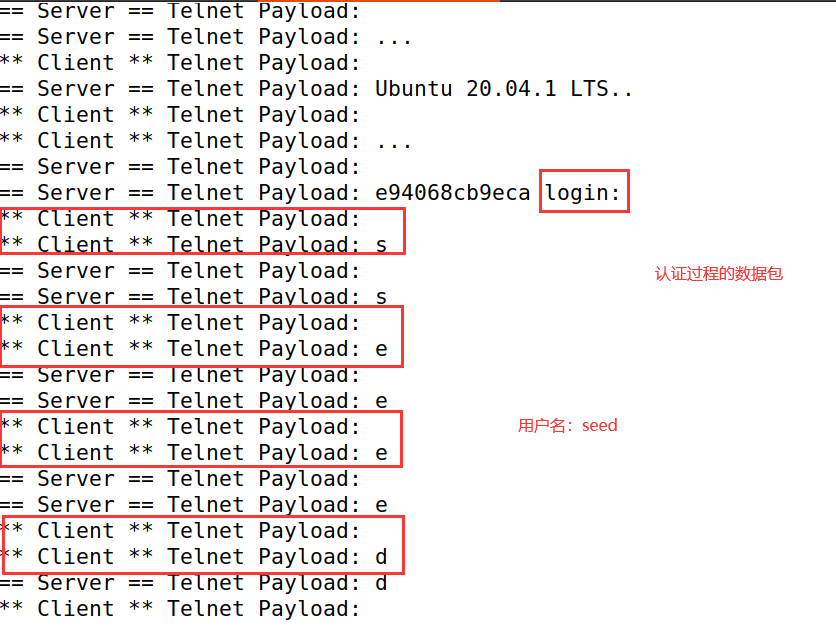 == Server == Telnet Payload:
== Server == Telnet Payload: ...
** Client ** Telnet Payload:
== Server == Telnet Payload: Ubuntu 20.04.1 LTS..
** Client ** Telnet Payload:
** Client ** Telnet Payload: ...
== Server == Telnet Payload:
== Server == Telnet Payload: e94068cb9eca login:
** Client ** Telnet Payload:
** Client ** Telnet Payload: s
== Server == Telnet Payload:
认证过程的数据包
== Server == Telnet Payload: s
** Client ** Telnet Payload:
** Client ** Telnet Payload: e
== Server == Telnet Payload:
== Server == Telnet Payload: e
** Client ** Telnet Payload:
用户名：seed
** Client ** Telnet Payload: e
== Server == Telnet Payload:
== Server == Telnet Payload: e
** Client ** Telnet Payload:
** Client ** Telnet Payload: d
== Server == Telnet Payload: d
** Client ** Telnet Payload: